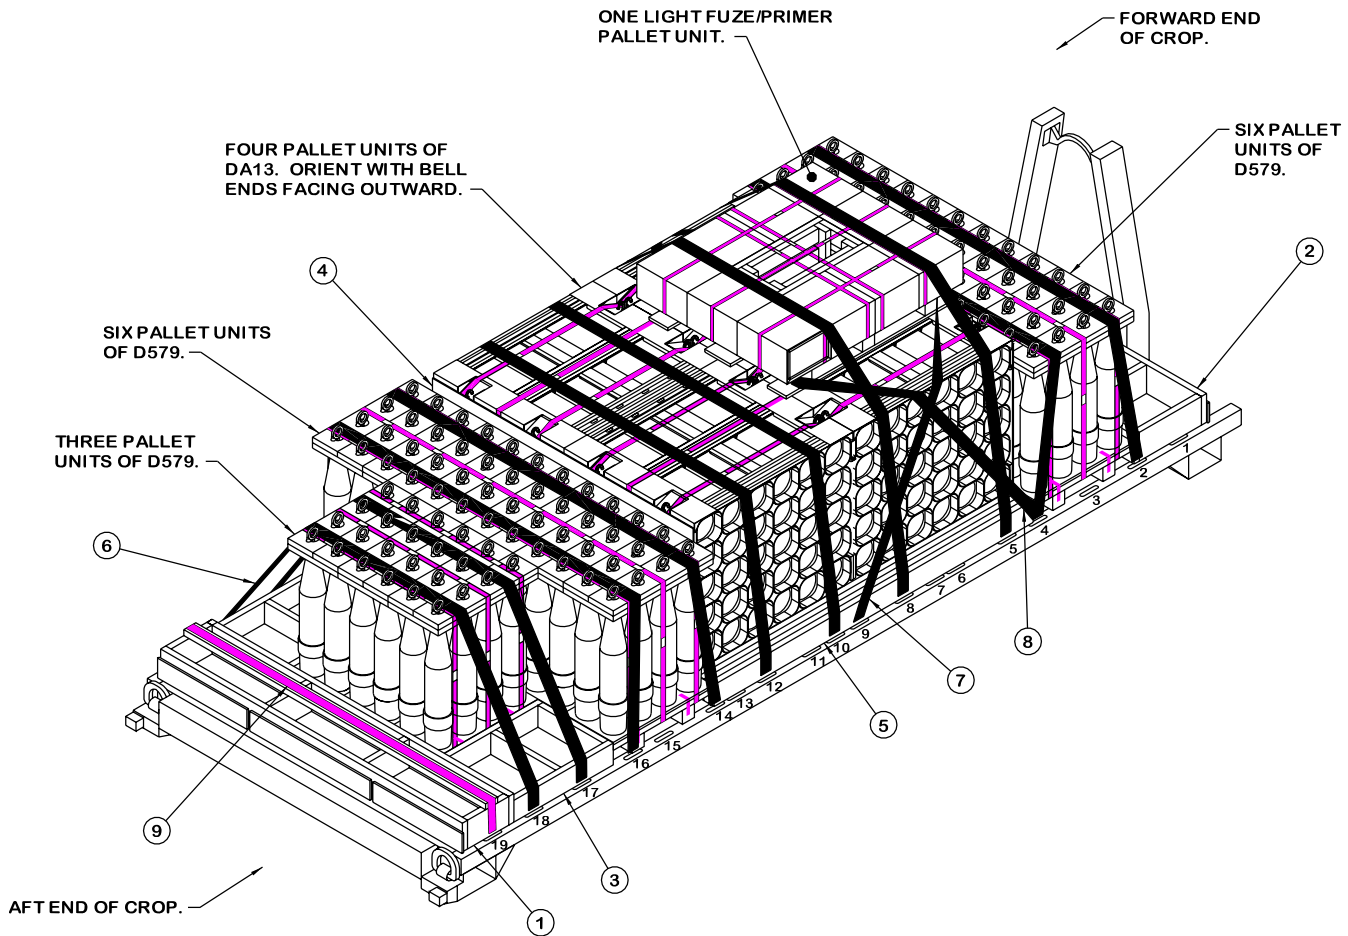 ONE LIGHT FUZE/PRIMER
PALLET UNIT.
FORWARD END
OF CROP.
SIX PALLET
UNITS OF
D579.
FOUR PALLET UNITS OF
DA13. ORIENT WITH BELL
ENDS FACING OUTWARD.
2
4
SIX PALLET UNITS
OF D579.
THREE PALLET
UNITS OF D579.
6
1
2
3
4
5
6
7
8
9
10
11
12
13
14
15
16
17
18
19
8
7
5
9
3
1
AFT END OF CROP.